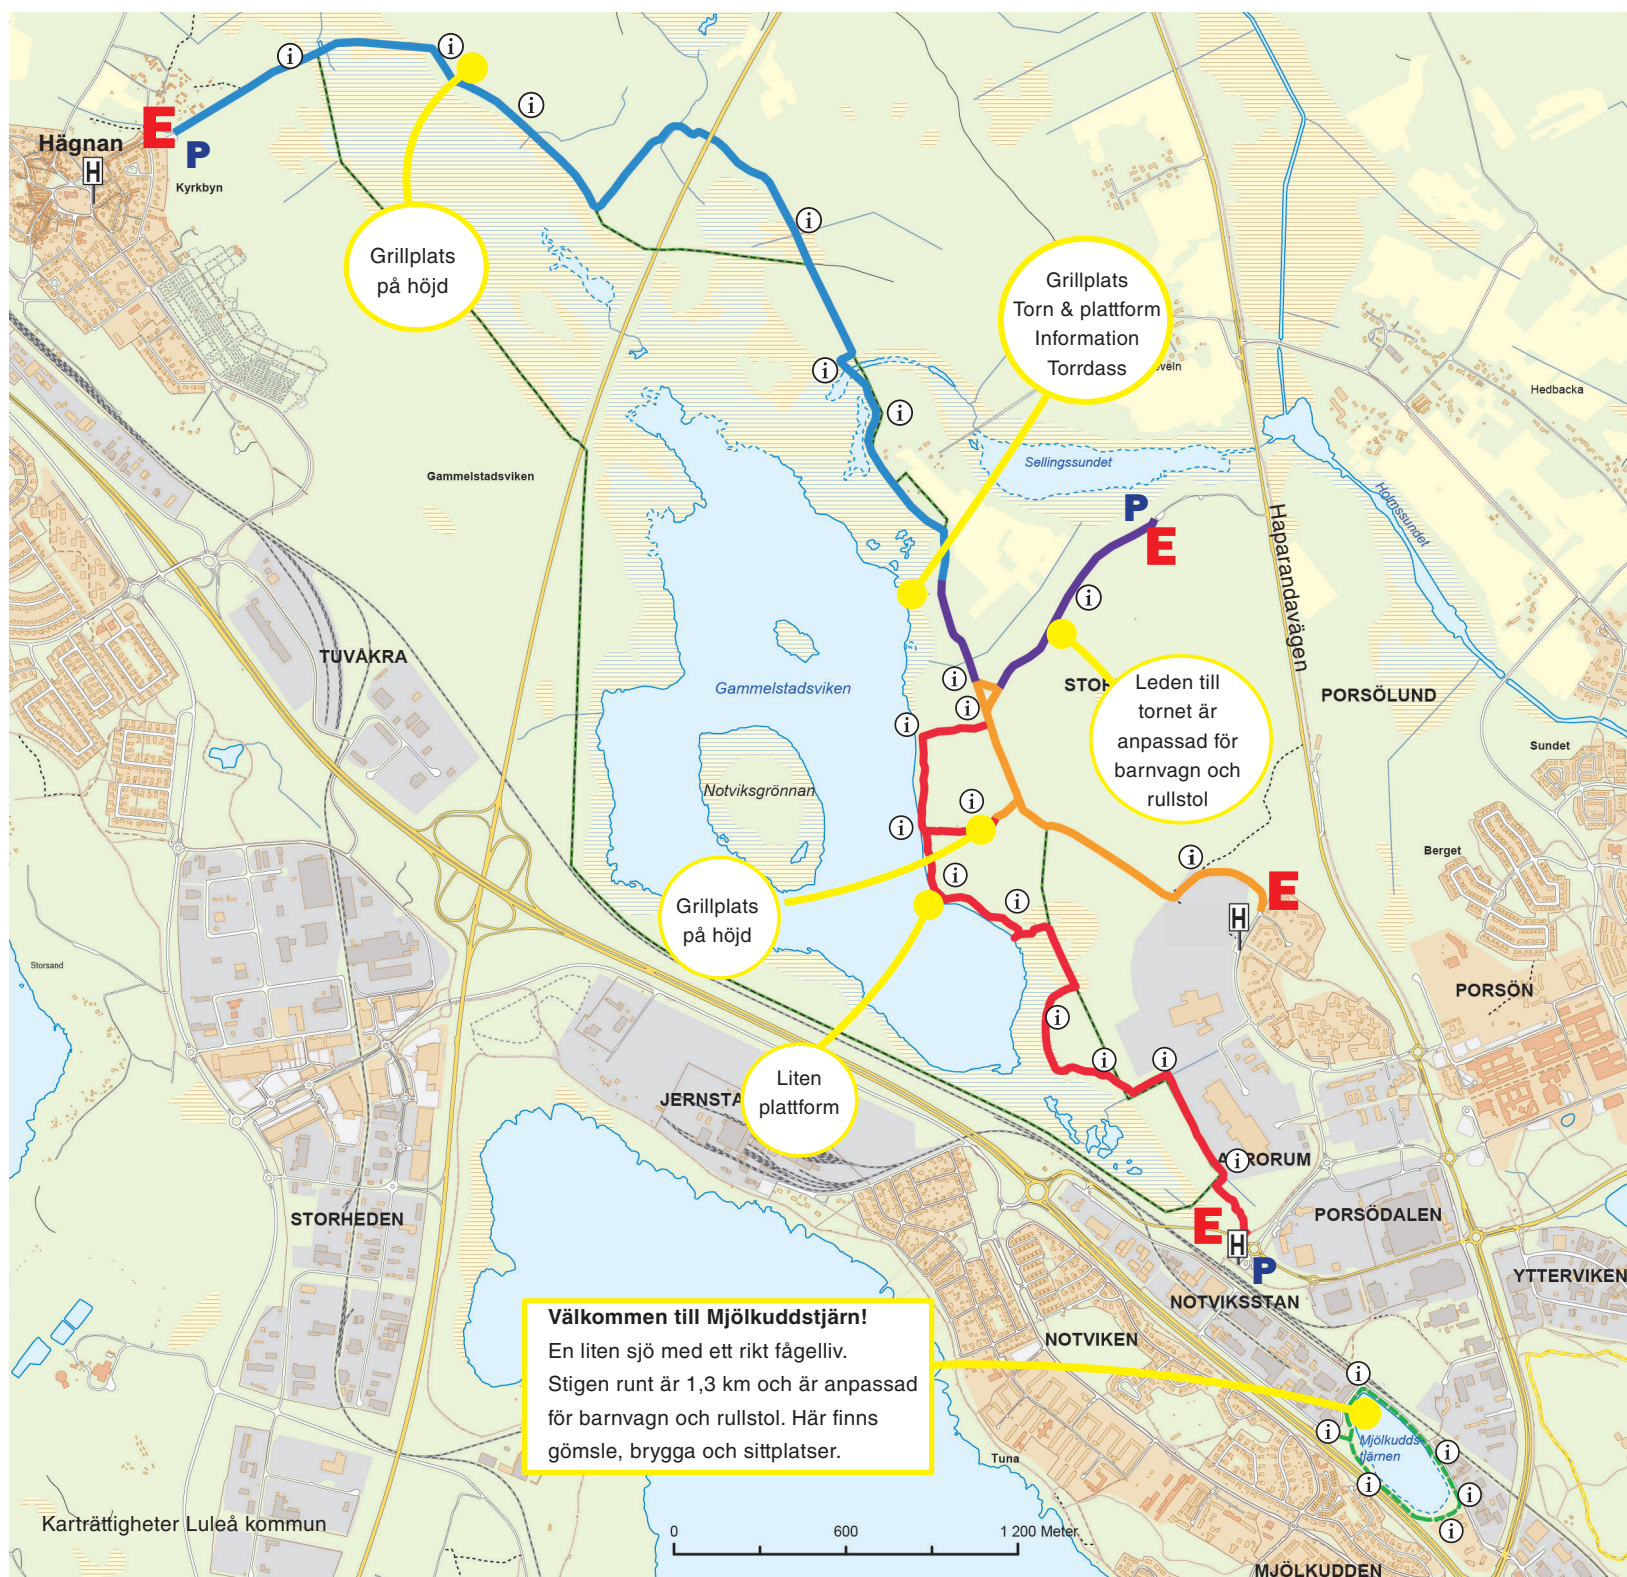 E
P
Hägnan
H
Kyrkbyn
i
i
i
i
i
i
Grillplats
på höjd
Grillplats
Torn & plattform
Information
Torrdass
Hedbacka
Gammelstadsviken
Sellingssundet
Holmssundet
P
E
Haparandavägen
i
TUVÅKRA
Gammelstadsviken
Notviksgrönnan
i
i
i
i
i
i
i
i
Leden till
tornet är
anpassad för
barnvagn och
rullstol
PORSÖLUND
Sundet
Berget
E
H
PORSÖN
Grillplats
på höjd
Storsand
i
i
i
i
Liten
plattform
STORHEDEN
PORSÖDALEN
E
H
P
YTTERVIKEN
NOTVIKSSTAN
NOTVIKEN
Välkommen till Mjölkuddstjärn!
En liten sjö med ett rikt fågelliv.
Stigen runt är 1,3 km och är anpassad
för barnvagn och rullstol. Här finns
gömsle, brygga och sittplatser.
i
i
i
i
i
i
Mjölkudds-
tjärnen
Tuna
Karträttigheter Luleå kommun
0 600 1 200 Meter
MJÖLKUDDEN